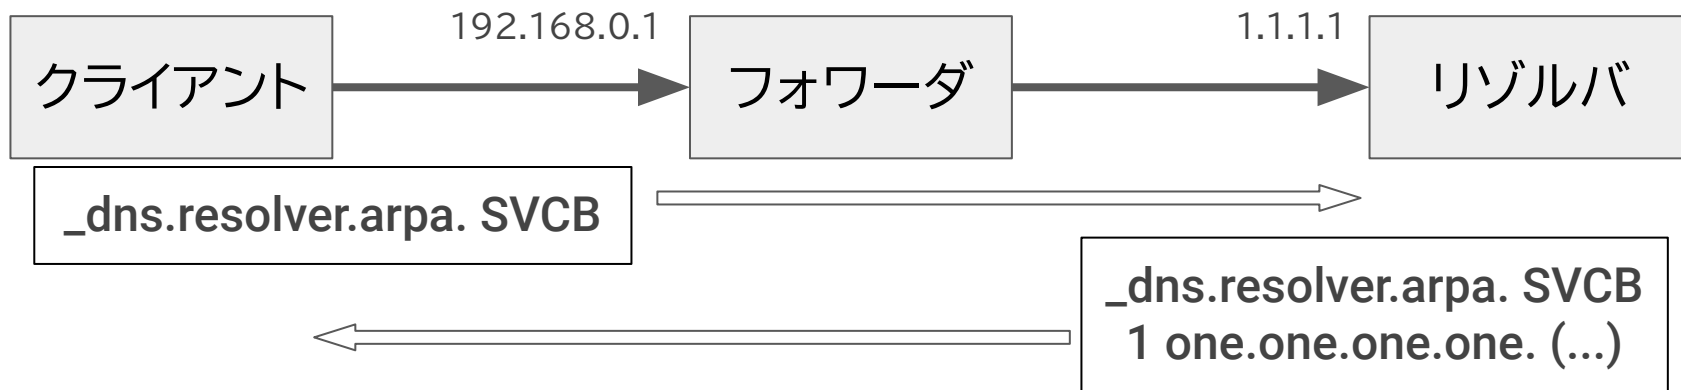 192.168.0.1
1.1.1.1
クライアント
フォワーダ
リゾルバ
_dns.resolver.arpa. SVCB
_dns.resolver.arpa. SVCB
1 one.one.one.one. (...)